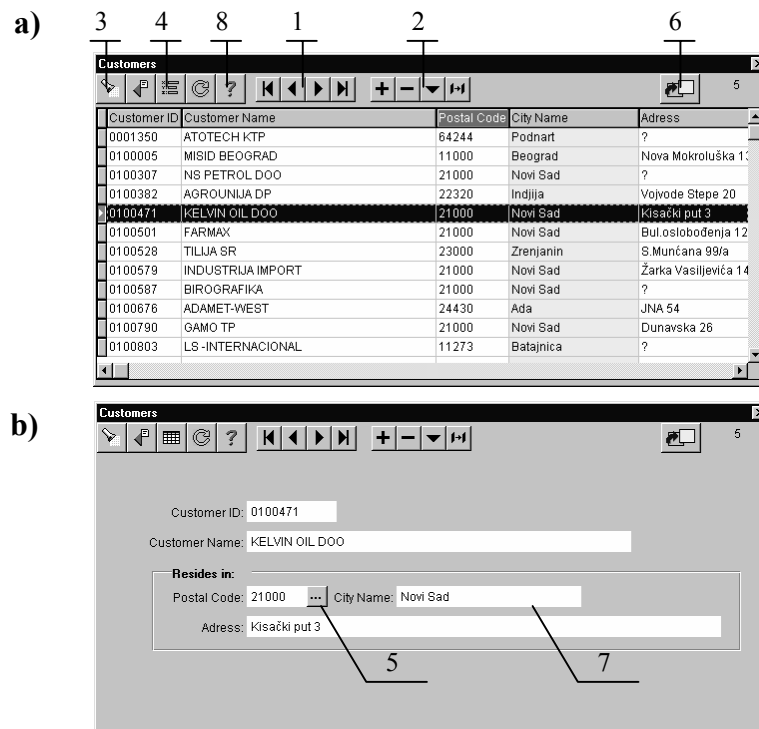 a)
3 4 8 1 2 6
Customers
? 5
Customer ID Customer Name Postal Code City Name Adress
0001350 ATOTECH KTP 64244 Podnart ?
0100005 MISID BEOGRAD 11000 Beograd Nova Mokroluška 13
0100307 NS PETROL DOO 21000 Novi Sad ?
0100382 AGROUNIJA DP 22320 Indjija Vojvode Stepe 20
0100471 KELVIN OIL DOO 21000 Novi Sad Kisački put 3
0100501 FARMAX 21000 Novi Sad Bul.oslobođenja 12
0100528 TILIJA SR 23000 Zrenjanin S.Munćana 99/a
0100579 INDUSTRIJA IMPORT 21000 Novi Sad Žarka Vasiljevića 14
0100587 BIROGRAFIKA 21000 Novi Sad ?
0100676 ADAMET-WEST 24430 Ada JNA 54
0100790 GAMO TP 21000 Novi Sad Dunavska 26
0100803 LS -INTERNACIONAL 11273 Batajnica ?
b)
Customers
? 5
Customer ID: 0100471
Customer Name: KELVIN OIL DOO
Resides in:
Postal Code: 21000 ... City Name: Novi Sad
Adress: Kisački put 3
5 7